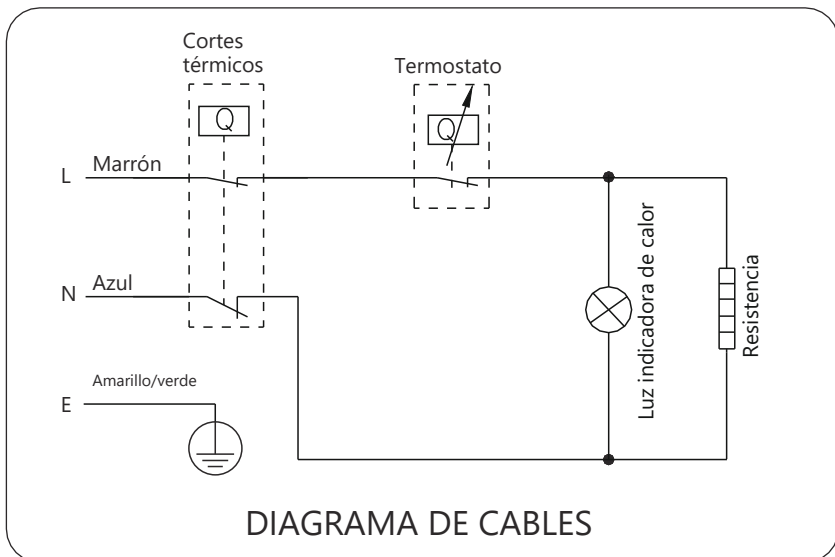 Cortes
térmicos
Termostato
Q
Q
L
Marrón
N
Azul
Amarillo/verde
E
Luz indicadora de calor
Resistencia
DIAGRAMA DE CABLES